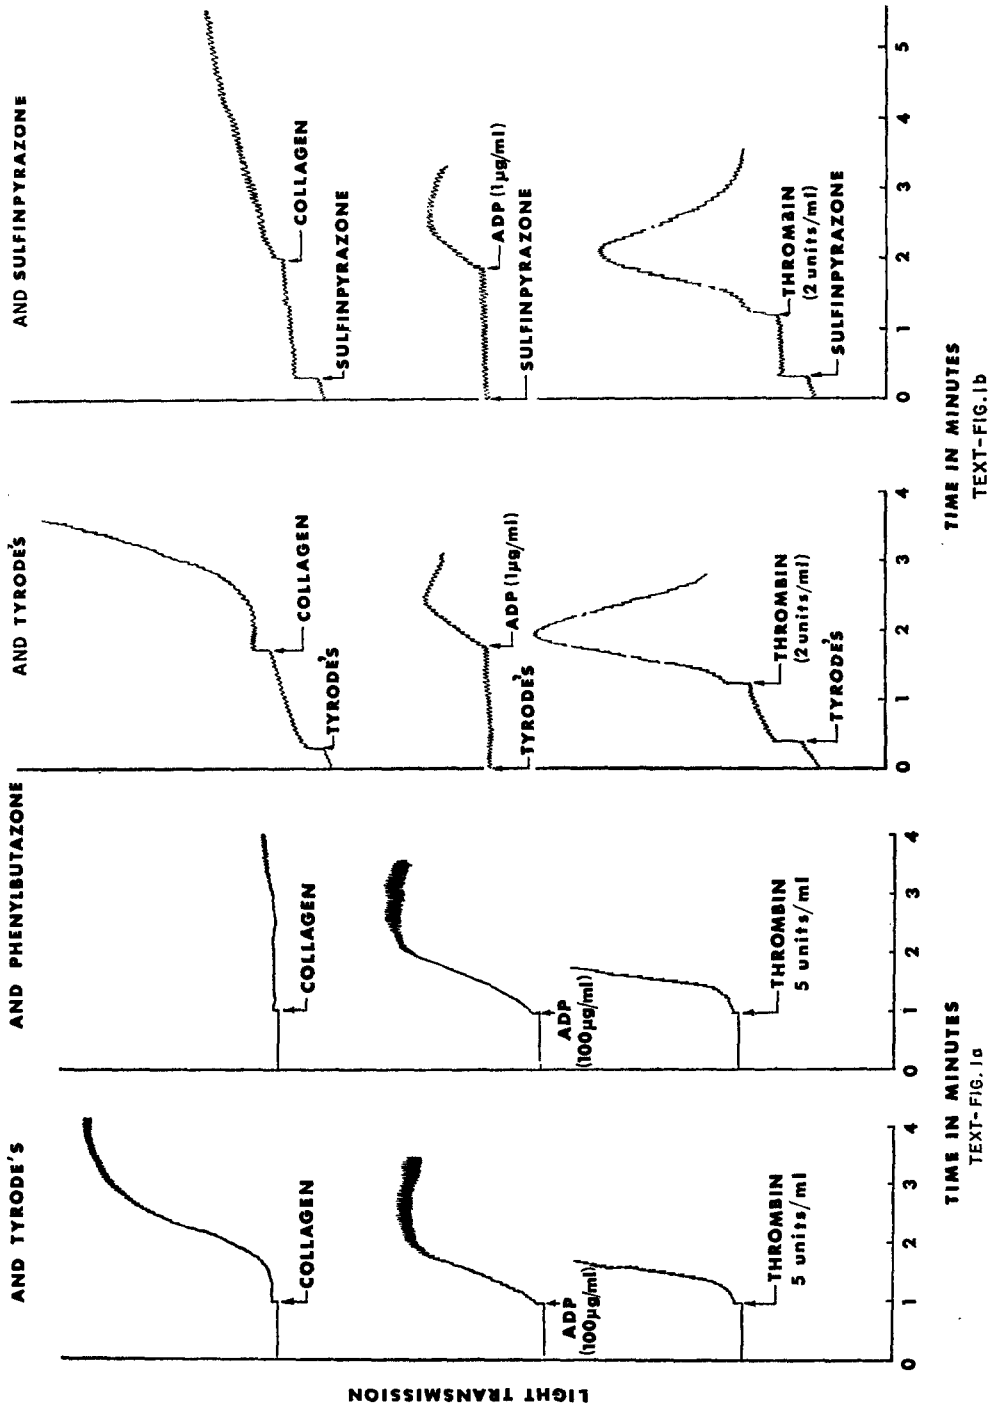 AND TYRODE'S
COLLAGEN
ADP
(100µg/ml)
THROMBIN
5 units/ml
0 1 2 3 4
LIGHT TRANSMISSION
AND PHENYLBUTAZONE
COLLAGEN
ADP
(100µg/ml)
THROMBIN
5 units/ml
0 1 2 3 4
TIME IN MINUTES
TEXT-FIG. 1a
AND TYRODE'S
COLLAGEN
TYRODE'S
ADP (1µg/ml)
TYRODE'S
THROMBIN
(2 units/ml)
TYRODE'S
0 1 2 3 4
AND SULFINPYRAZONE
COLLAGEN
SULFINPYRAZONE
ADP (1µg/ml)
SULFINPYRAZONE
THROMBIN
(2 units/ml)
SULFINPYRAZONE
0 1 2 3 4 5
TIME IN MINUTES
TEXT-FIG. 1b